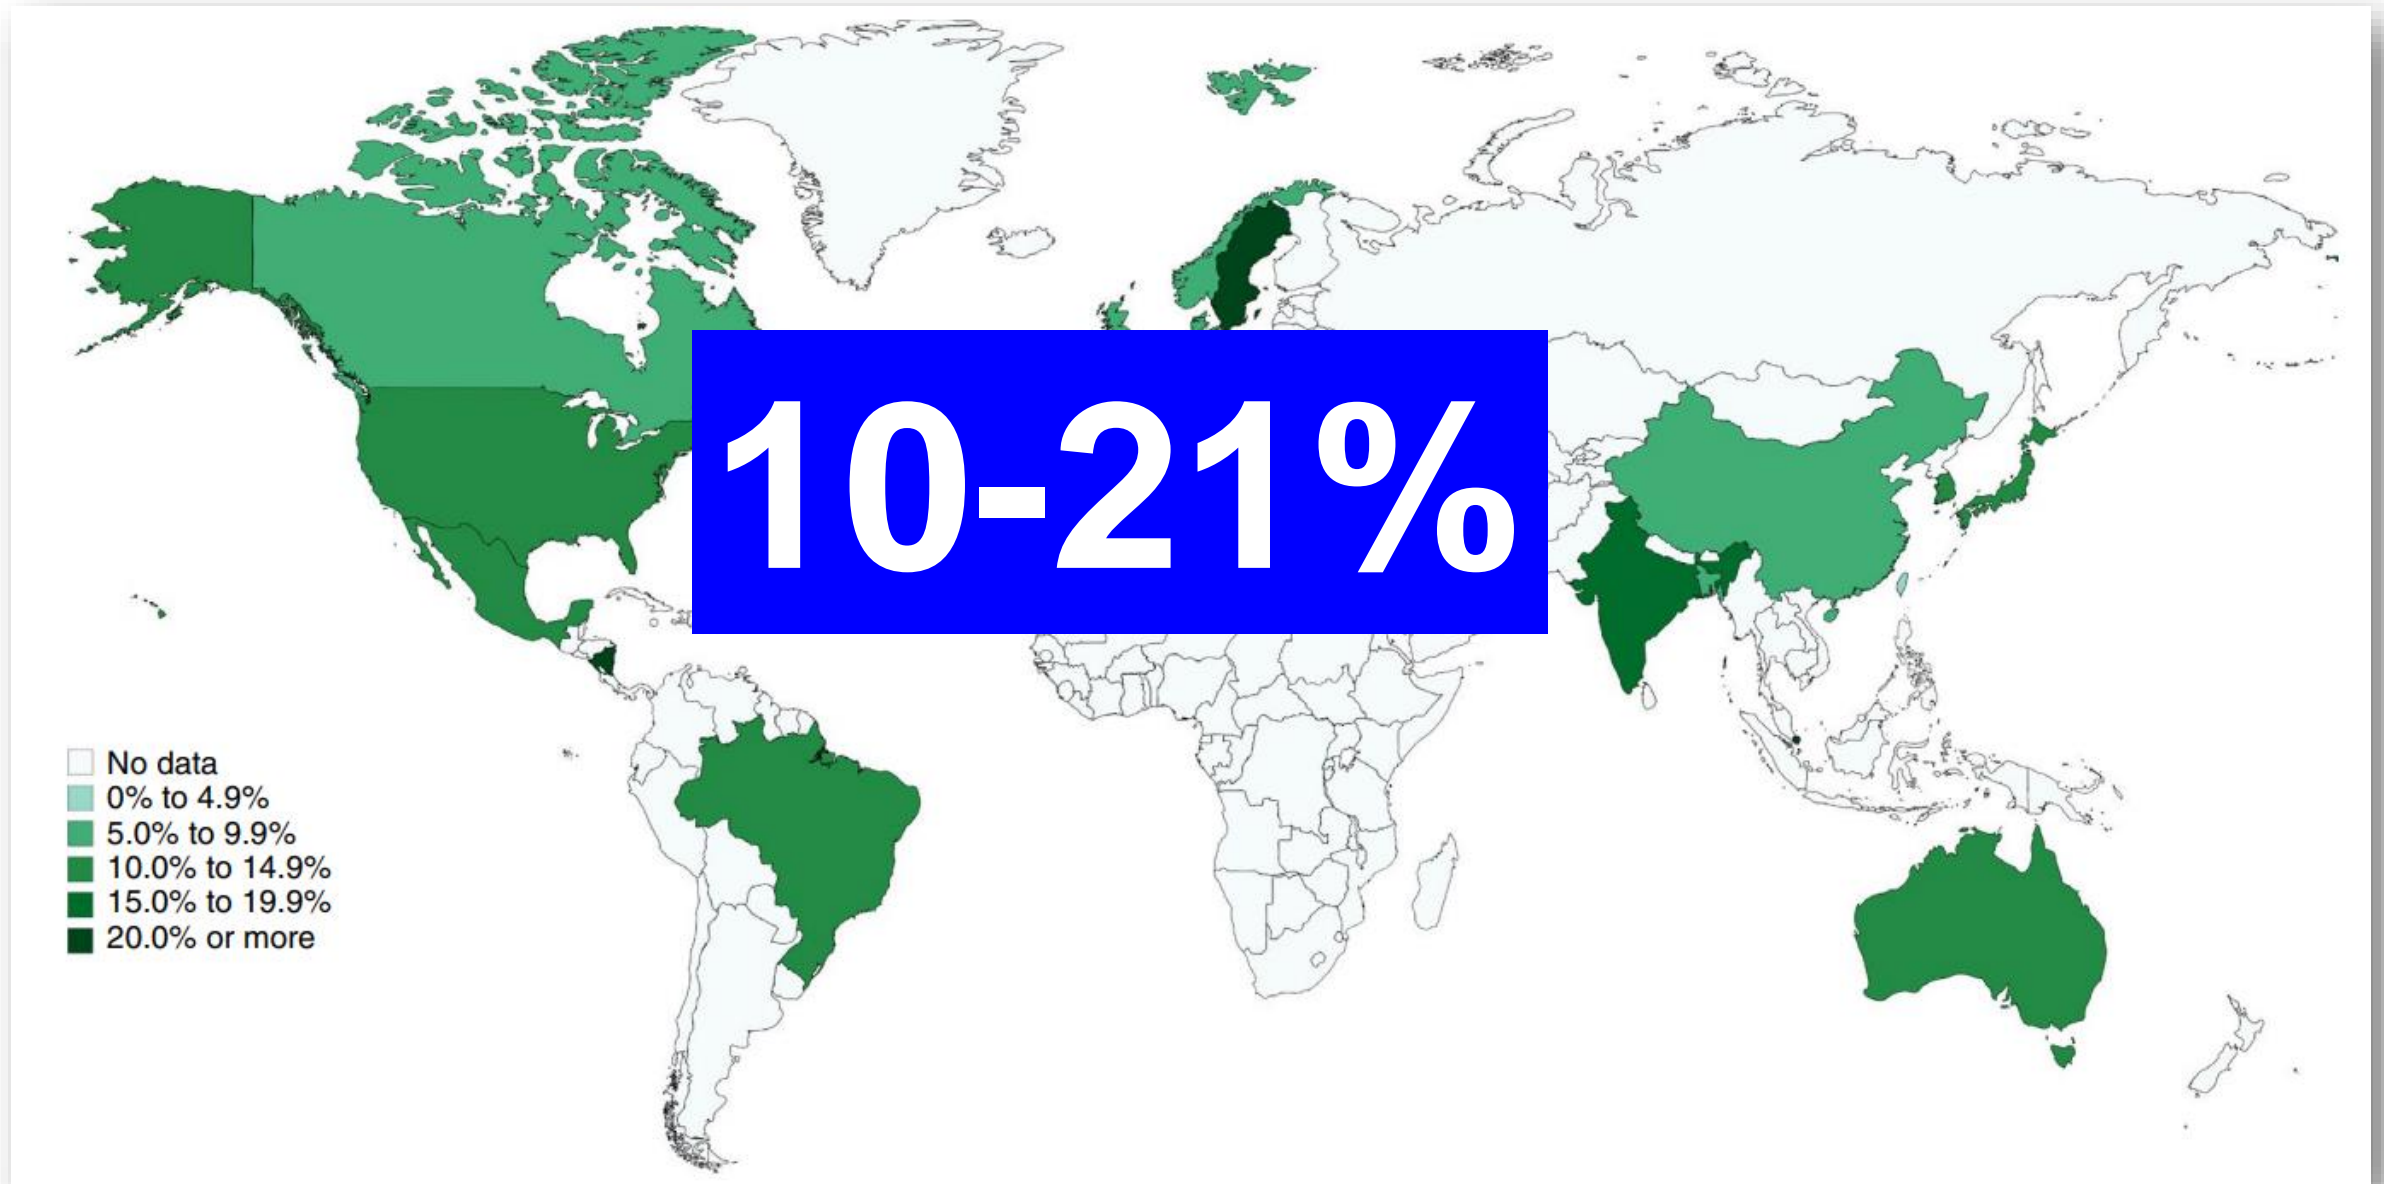 10-21%
No data
0% to 4.9%
5.0% to 9.9%
10.0% to 14.9%
15.0% to 19.9%
20.0% or more